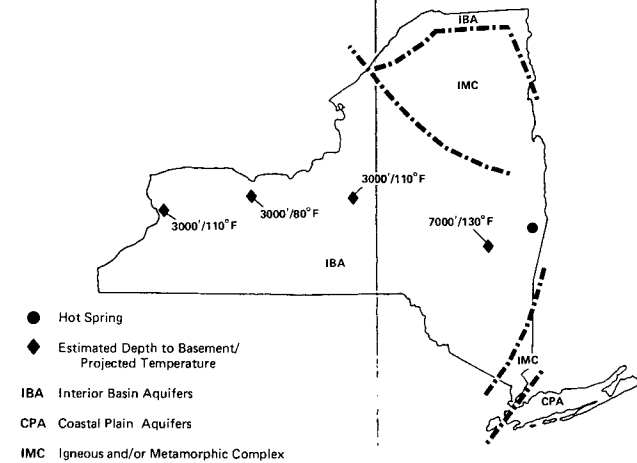 IBA
IMC
3000'/110°F
3000'/110°F
3000'/80°F
7000'/130°F
IBA
IMC
CPA
Hot Spring
Estimated Depth to Basement/
Projected Temperature
IBA Interior Basin Aquifers
CPA Coastal Plain Aquifers
IMC Igneous and/or Metamorphic Complex